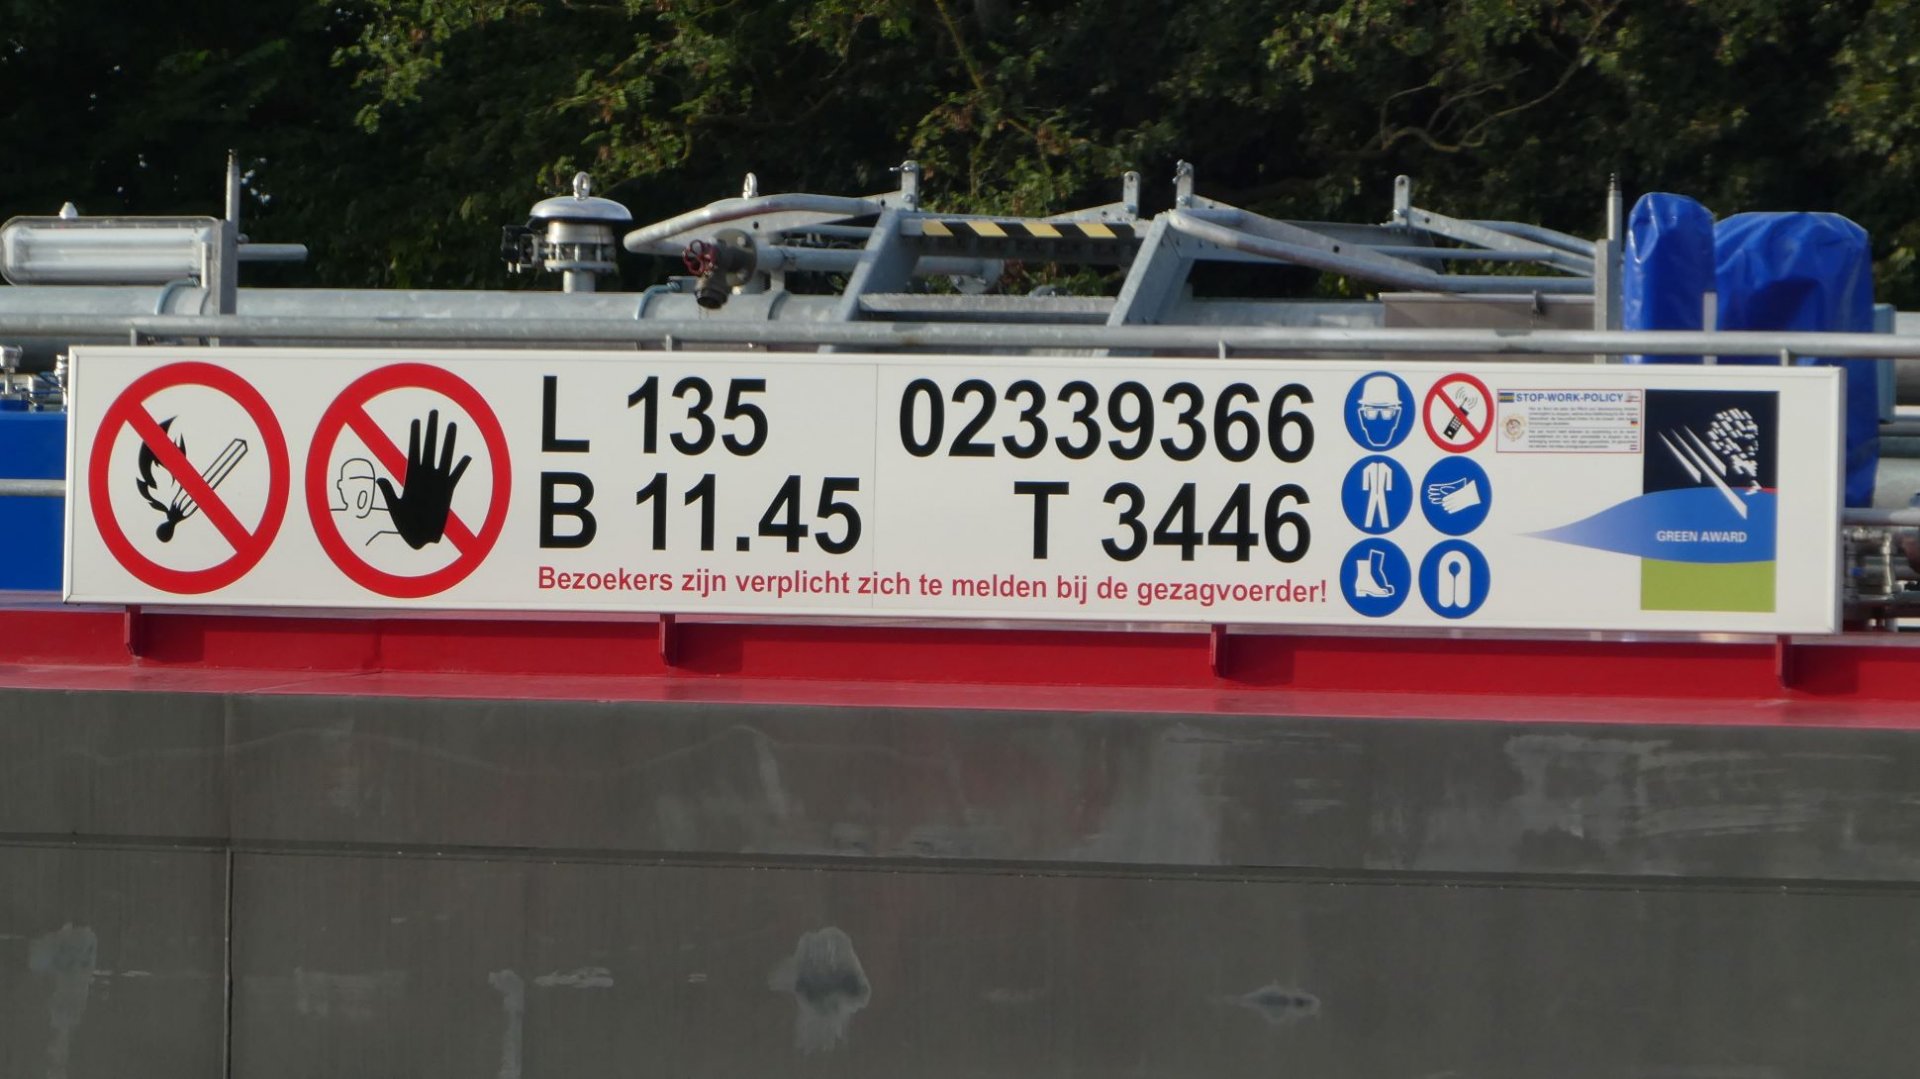 L 135
02339366
B 11.45
T 3446
Bezoekers zijn verplicht zich te melden bij de gezagvoerder!
STOP-WORK-POLICY
GREEN AWARD